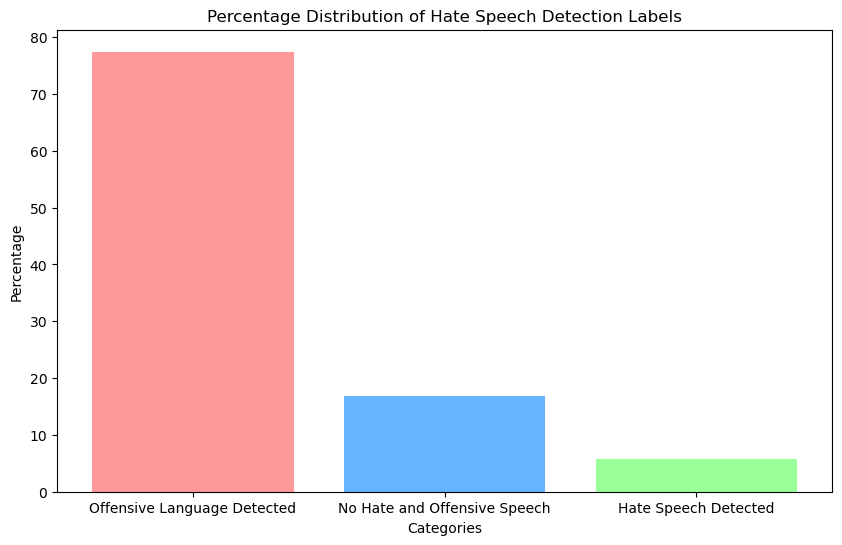 Percentage Distribution of Hate Speech Detection Labels
80
70
60
50
40
30
20
10
0
Percentage
Offensive Language Detected
No Hate and Offensive Speech
Hate Speech Detected
Categories